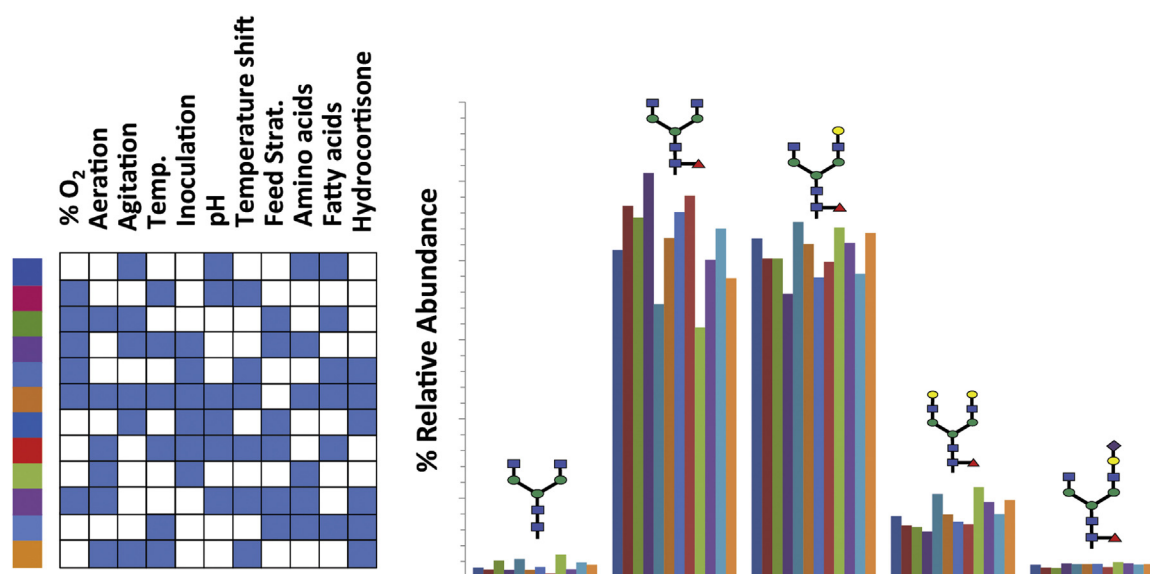 % O2
Aeration
Agitation
Temp.
Inoculation
pH
Temperature shift
Feed Strat.
Amino acids
Fatty acids
Hydrocortisone
% Relative Abundance